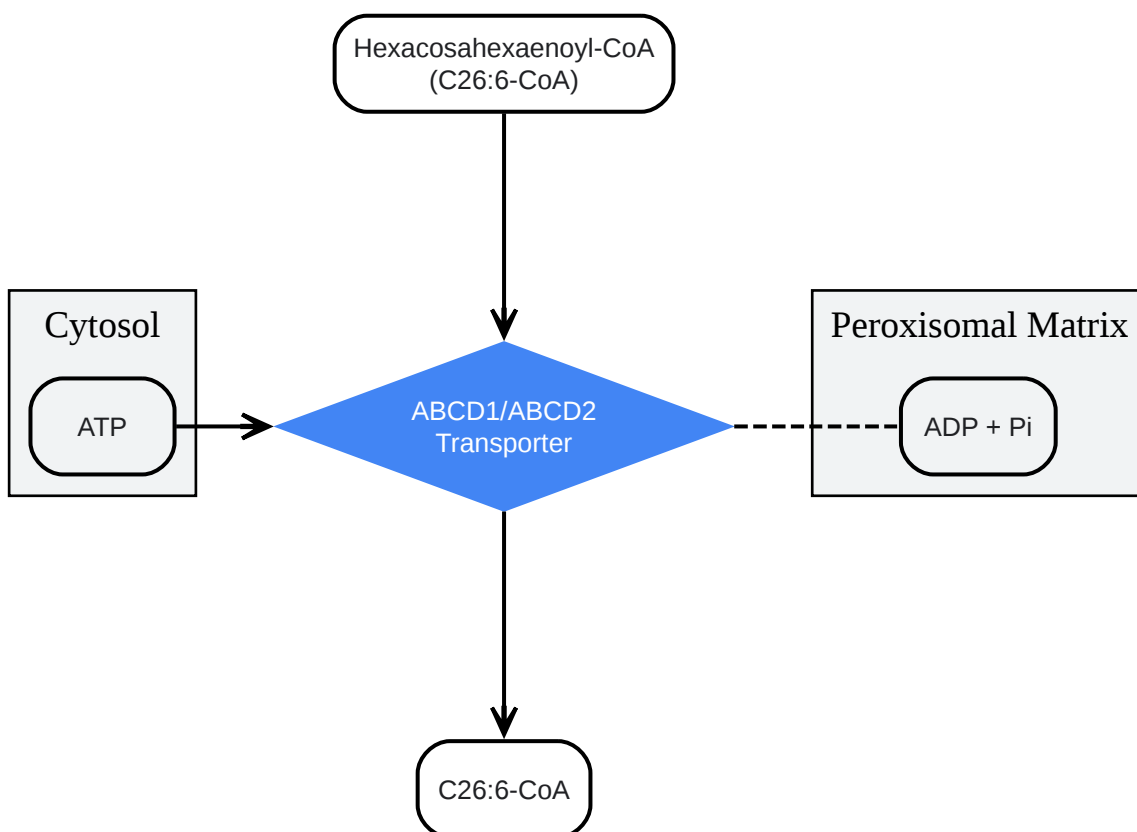 Hexacosahexaenoyl-CoA
(C26:6-CoA)
Cytosol
ATP
ABCD1/ABCD2
Transporter
Peroxisomal Matrix
ADP + Pi
C26:6-CoA